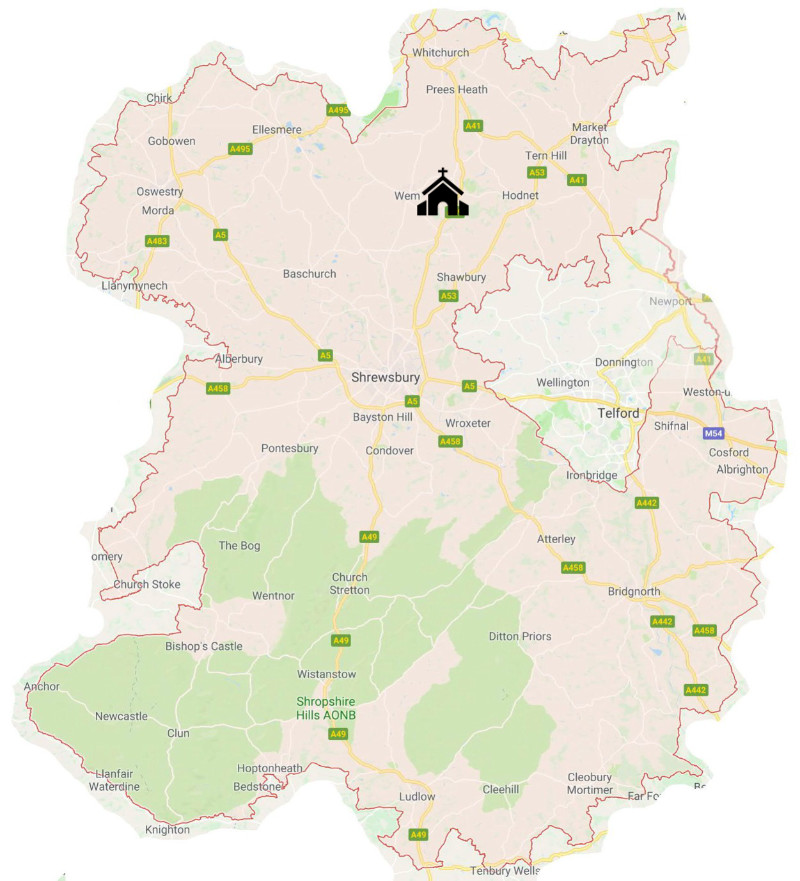 M
Whitchurch
Prees Heath
Chirk
A495
A41
Ellesmere
Market
Drayton
Gobowen
A495
Tern Hill
A53
A41
Oswestry
Wem
Hodnet
Morda
A5
A483
Baschurch
Shawbury
Llanymynech
A53
Newport
Alberbury
A5
A41
Donnington
Shrewsbury
Wellington
A458
A5
Weston-u
A5
Bayston Hill
Wroxeter
Telford
Shifnal
M54
A458
Pontesbury
Condover
Cosford
Albrighton
Ironbridge
A442
A49
Atterley
omery
The Bog
A458
Church Stoke
Church
Stretton
Wentnor
Bridgnorth
A442
A458
Ditton Priors
A49
Bishop's Castle
Wistanstow
Anchor
A442
Shropshire
Hills AONB
Newcastle
Clun
A49
Hoptonheath
Llanfair
Waterdine
Bedstone
Cleobury
Mortimer
Cleehill
Ludlow
Knighton
A49
Tenbury Wells